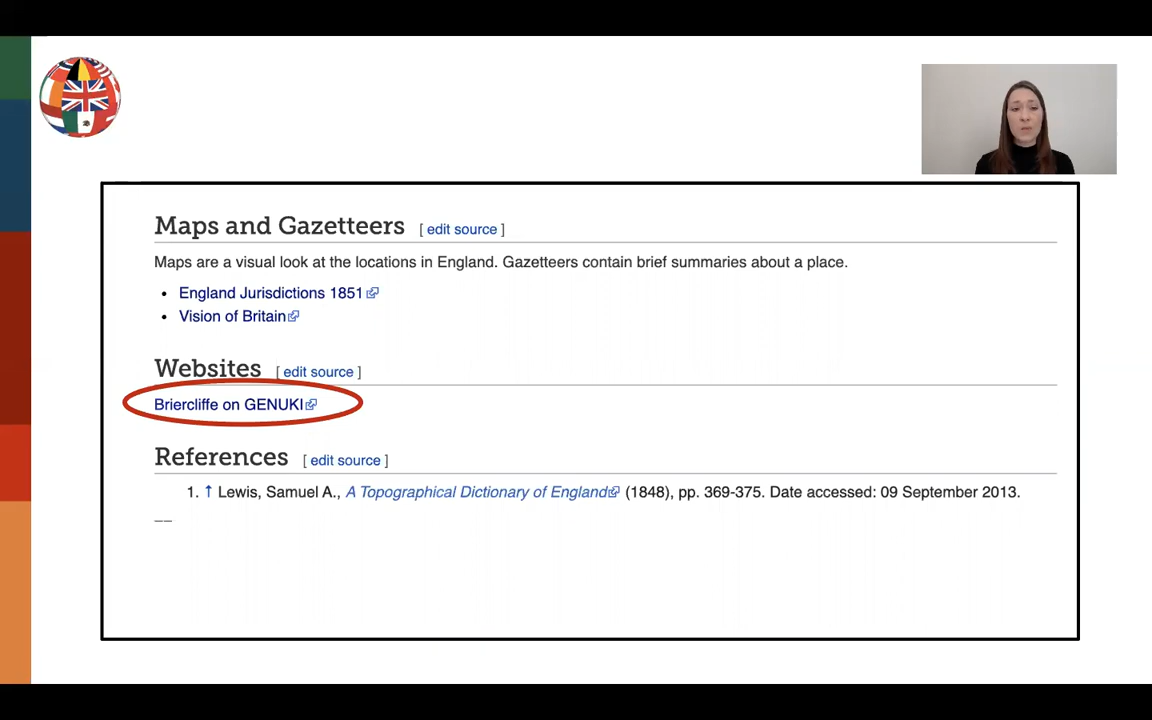 Maps and Gazetteers [ edit source ]
Maps are a visual look at the locations in England. Gazetteers contain brief summaries about a place.
• England Jurisdictions 1851
• Vision of Britain
Websites [ edit source ]
Briercliffe on GENUKI
References [ edit source ]
1. ↑ Lewis, Samuel A., A Topographical Dictionary of England (1848), pp. 369-375. Date accessed: 09 September 2013.
__